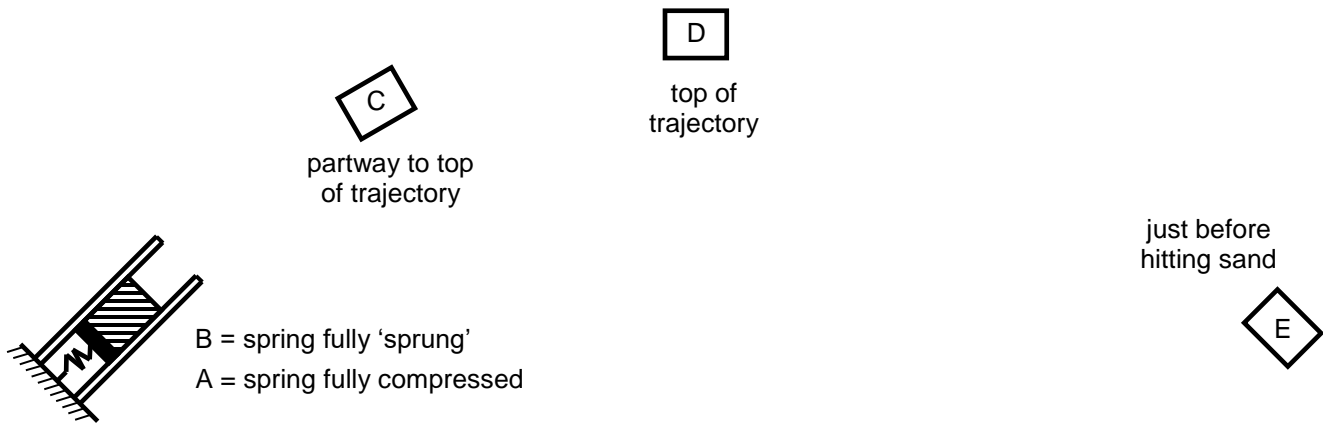 D
top of
trajectory
C
partway to top
of trajectory
just before
hitting sand
E
B = spring fully ‘sprung’
A = spring fully compressed